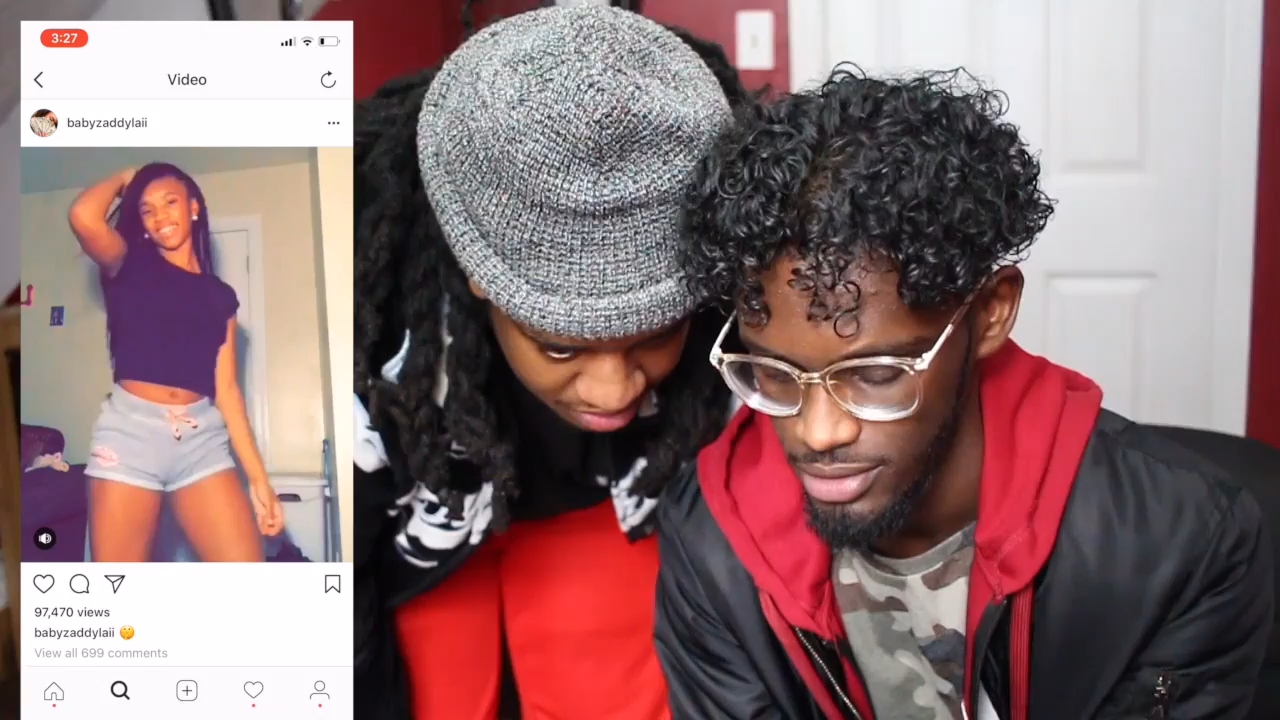 3:27
Video
babyzaddylaii
97,470 views
babyzaddylaii 🤫
View all 699 comments